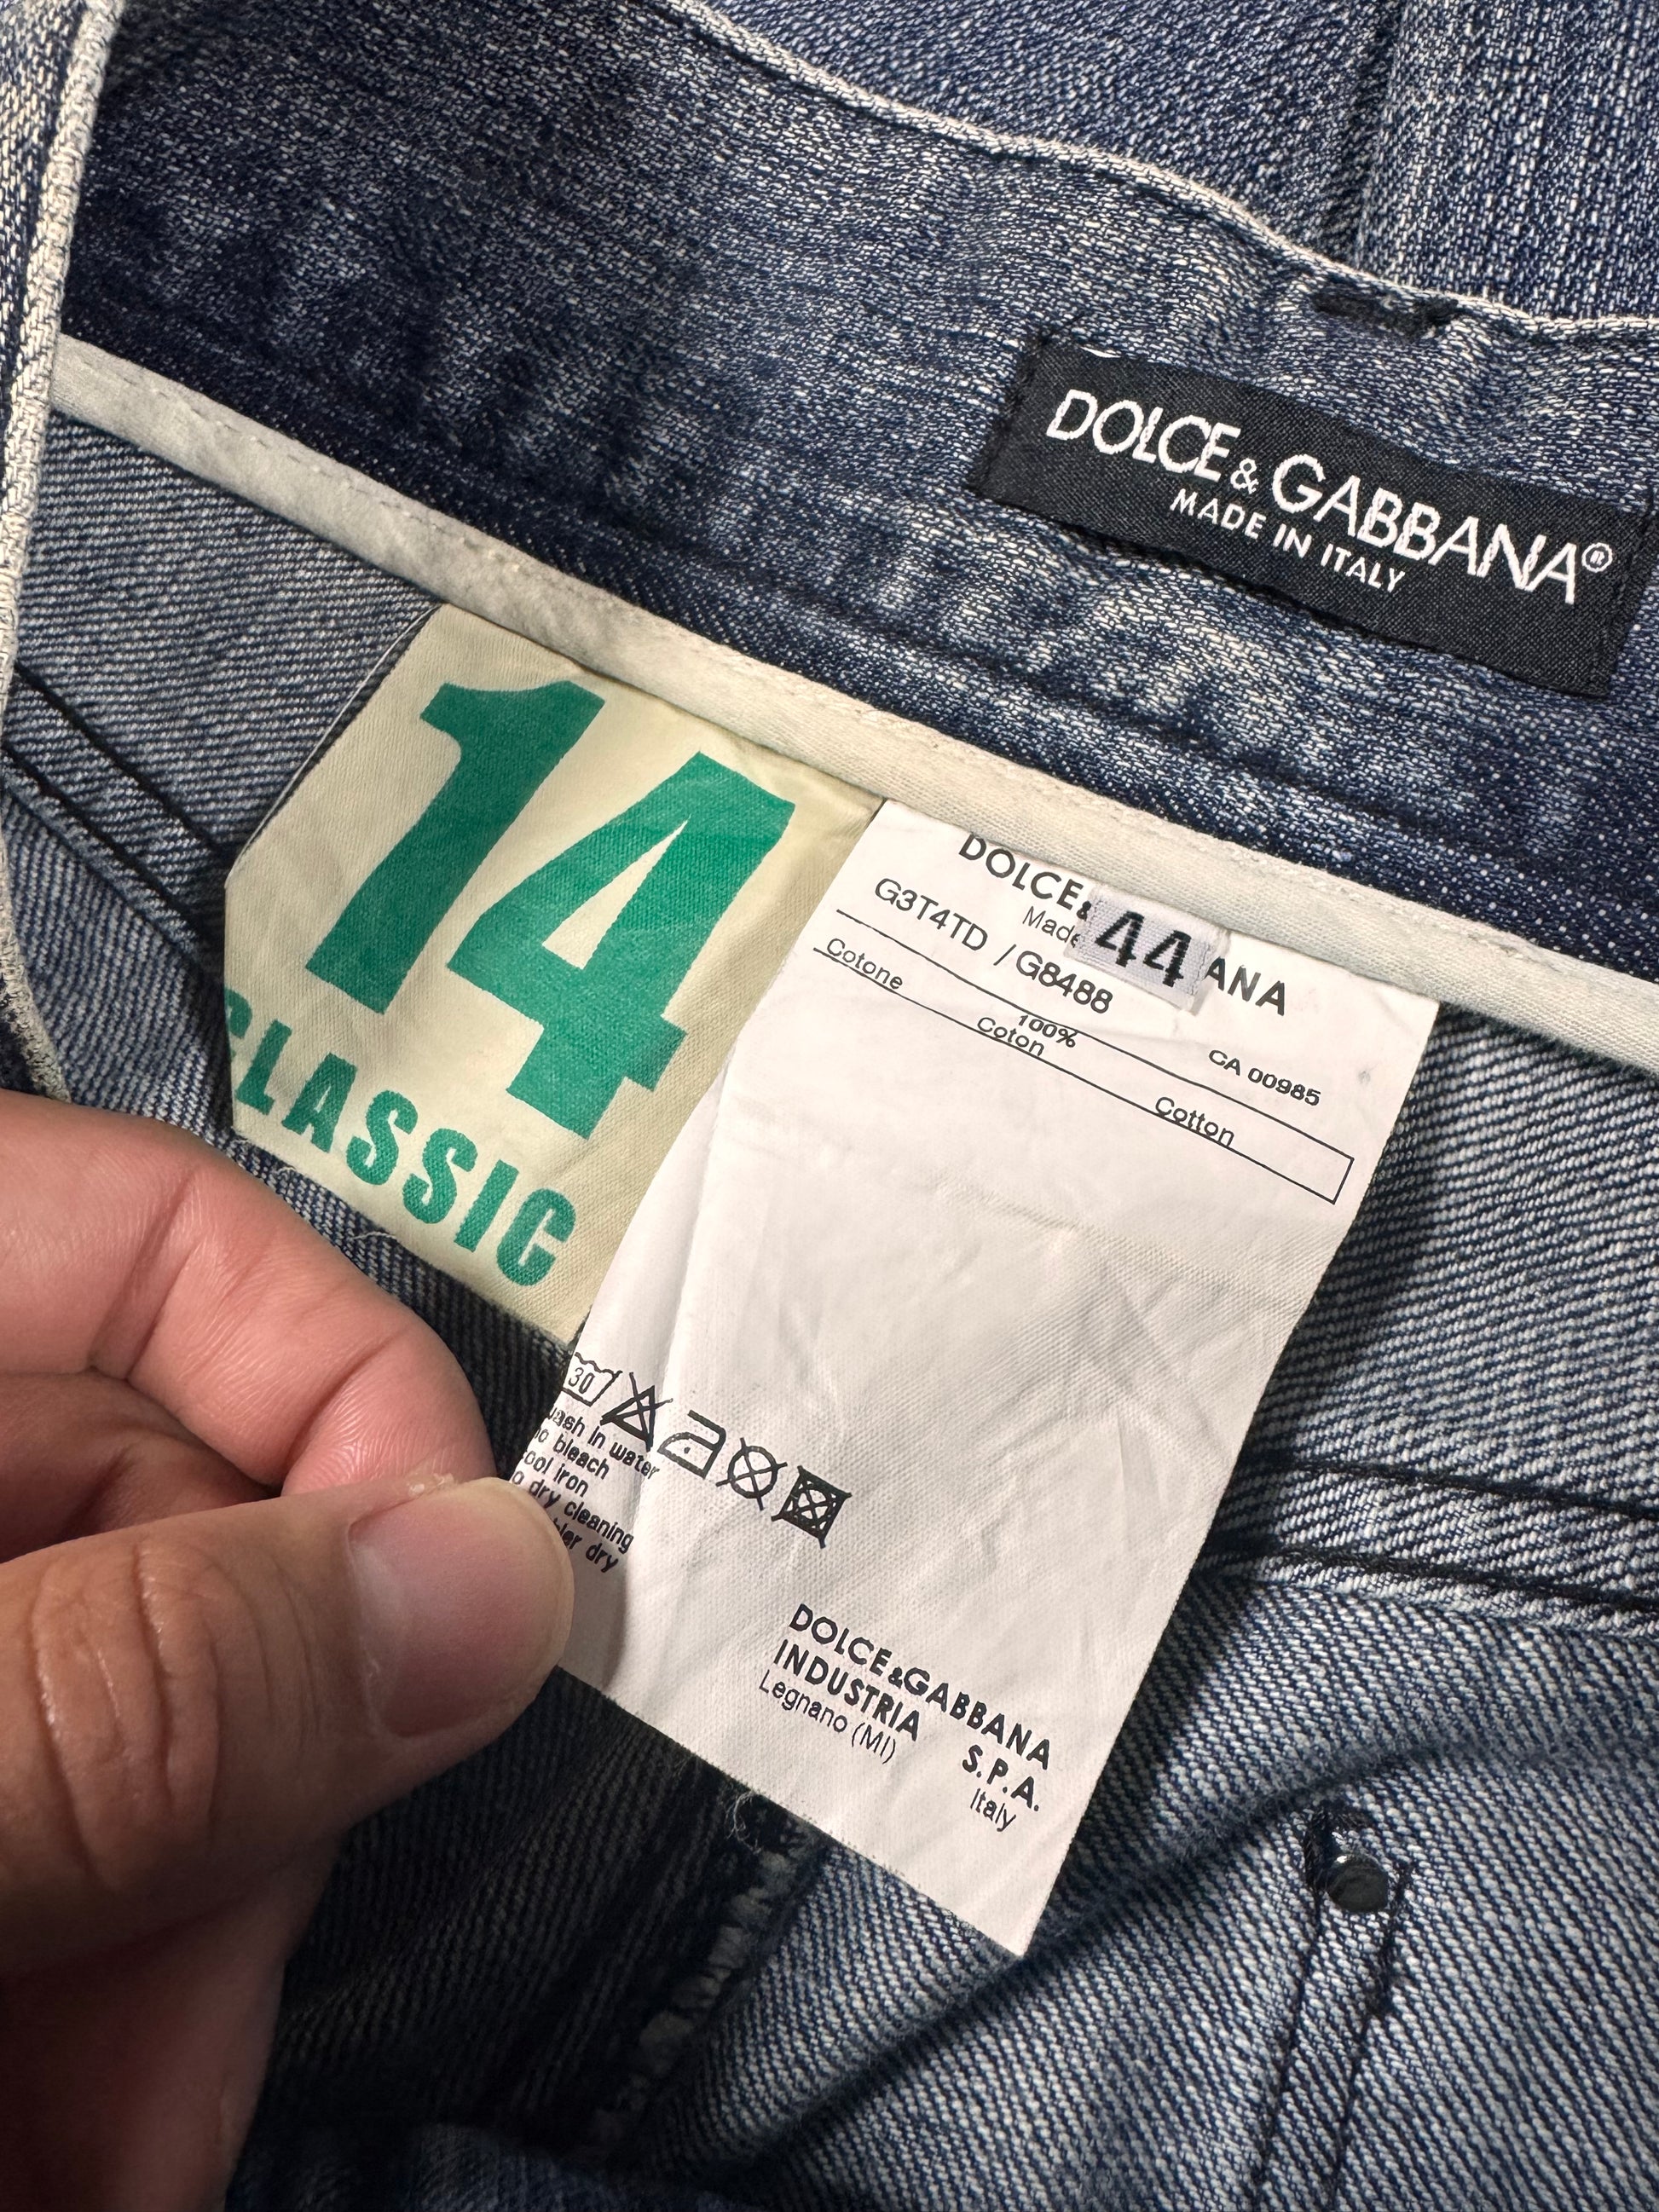 DOLCE & GABBANA®
MADE IN ITALY
14
CLASSIC
DOLCE&
ANA
44
Made
G3T4TD / G8488
CA 00985
100%
Cotone Coton Cotton
30
wash in water
no bleach
cool iron
no dry cleaning
dry
DOLCE&GABBANA
INDUSTRIA S.P.A.
Legnano (MI) Italy